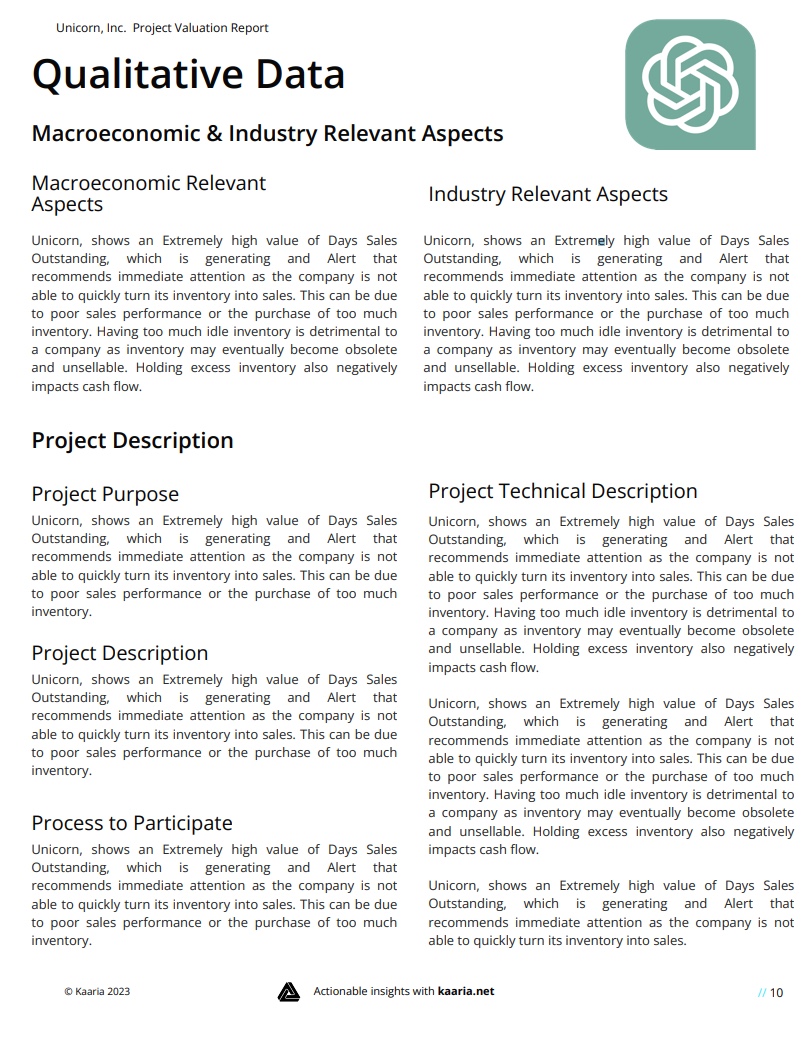 Unicorn, Inc. Project Valuation Report
Qualitative Data
Macroeconomic & Industry Relevant Aspects
Macroeconomic Relevant
Aspects
Unicorn, shows an Extremely high value of Days Sales
Outstanding, which is generating and Alert that
recommends immediate attention as the company is not
able to quickly turn its inventory into sales. This can be due
to poor sales performance or the purchase of too much
inventory. Having too much idle inventory is detrimental to
a company as inventory may eventually become obsolete
and unsellable. Holding excess inventory also negatively
impacts cash flow.
Industry Relevant Aspects
Unicorn, shows an Extremely high value of Days Sales
Outstanding, which is generating and Alert that
recommends immediate attention as the company is not
able to quickly turn its inventory into sales. This can be due
to poor sales performance or the purchase of too much
inventory. Having too much idle inventory is detrimental to
a company as inventory may eventually become obsolete
and unsellable. Holding excess inventory also negatively
impacts cash flow.
Project Description
Project Purpose
Unicorn, shows an Extremely high value of Days Sales
Outstanding, which is generating and Alert that
recommends immediate attention as the company is not
able to quickly turn its inventory into sales. This can be due
to poor sales performance or the purchase of too much
inventory.
Project Description
Unicorn, shows an Extremely high value of Days Sales
Outstanding, which is generating and Alert that
recommends immediate attention as the company is not
able to quickly turn its inventory into sales. This can be due
to poor sales performance or the purchase of too much
inventory.
Process to Participate
Unicorn, shows an Extremely high value of Days Sales
Outstanding, which is generating and Alert that
recommends immediate attention as the company is not
able to quickly turn its inventory into sales. This can be due
to poor sales performance or the purchase of too much
inventory.
Project Technical Description
Unicorn, shows an Extremely high value of Days Sales
Outstanding, which is generating and Alert that
recommends immediate attention as the company is not
able to quickly turn its inventory into sales. This can be due
to poor sales performance or the purchase of too much
inventory. Having too much idle inventory is detrimental to
a company as inventory may eventually become obsolete
and unsellable. Holding excess inventory also negatively
impacts cash flow.
Unicorn, shows an Extremely high value of Days Sales
Outstanding, which is generating and Alert that
recommends immediate attention as the company is not
able to quickly turn its inventory into sales. This can be due
to poor sales performance or the purchase of too much
inventory. Having too much idle inventory is detrimental to
a company as inventory may eventually become obsolete
and unsellable. Holding excess inventory also negatively
impacts cash flow.
Unicorn, shows an Extremely high value of Days Sales
Outstanding, which is generating and Alert that
recommends immediate attention as the company is not
able to quickly turn its inventory into sales.
© Kaaria 2023
Actionable insights with kaaria.net
// 10